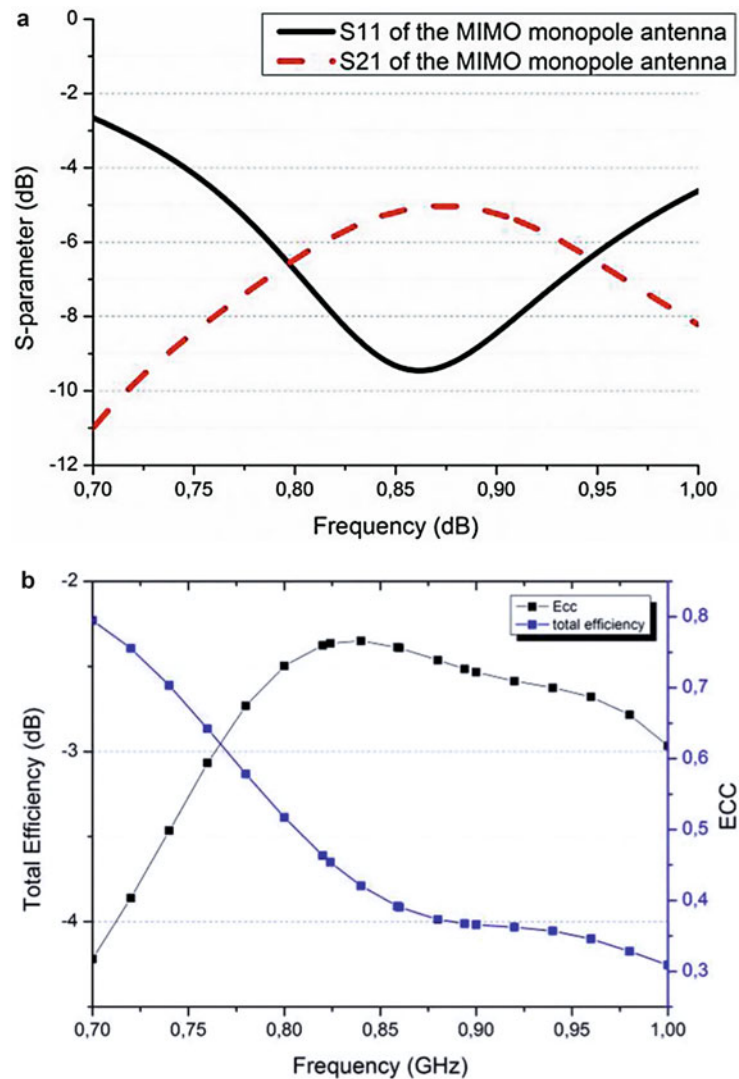 a
S11 of the MIMO monopole antenna
S21 of the MIMO monopole antenna
0
-2
-4
-6
-8
-10
-12
S-parameter (dB)
0,70
0,75
0,80
0,85
0,90
0,95
1,00
Frequency (dB)
b
Ecc
total efficiency
-2
-3
-4
Total Efficiency (dB)
0,8
0,7
0,6
0,5
0,4
0,3
ECC
0,70
0,75
0,80
0,85
0,90
0,95
1,00
Frequency (GHz)